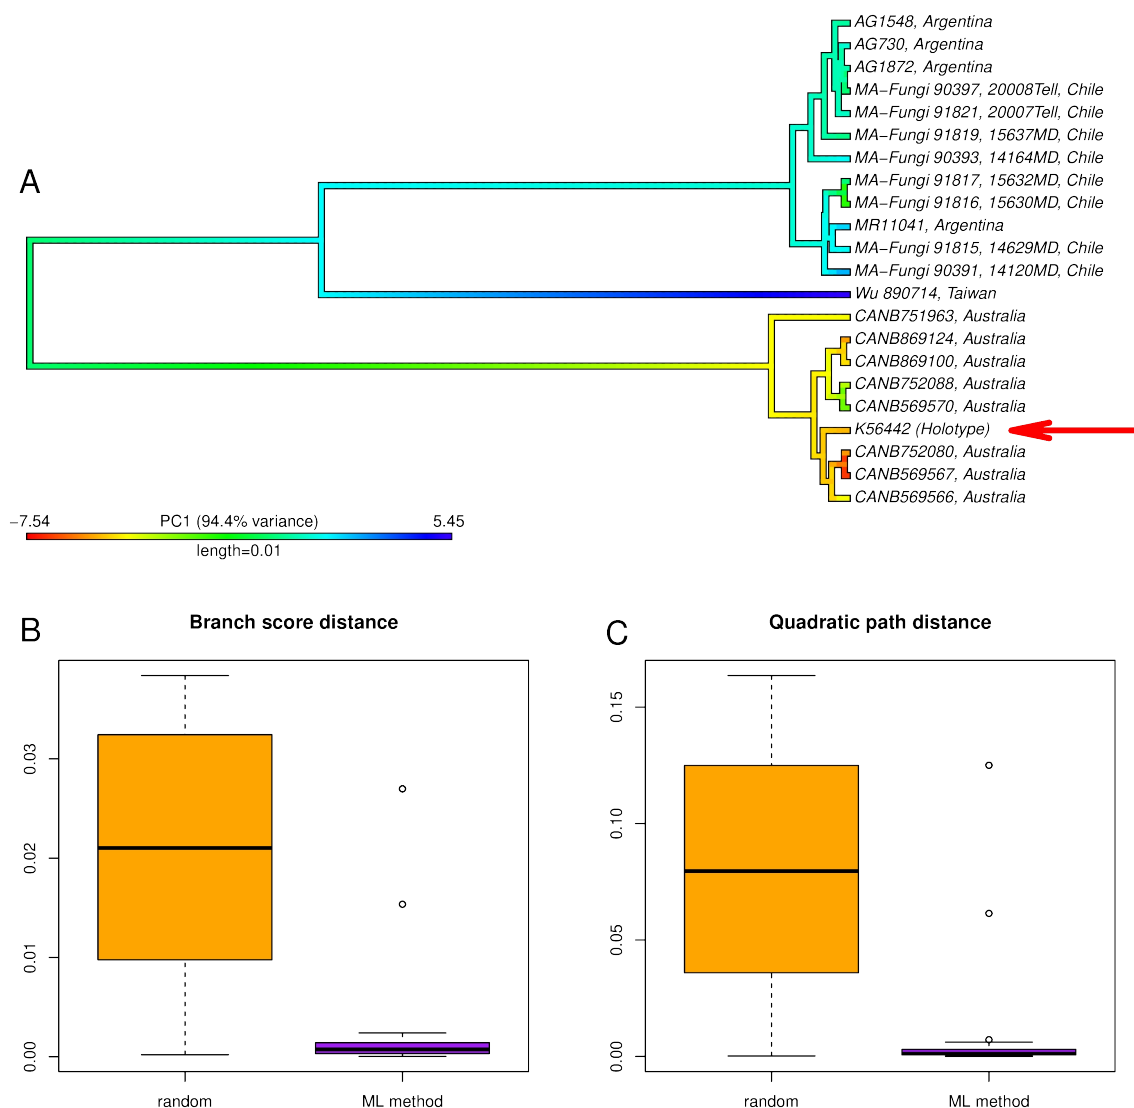 AG1548, Argentina
AG730, Argentina
AG1872, Argentina
MA−Fungi 90397, 20008Tell, Chile
MA−Fungi 91821, 20007Tell, Chile
MA−Fungi 91819, 15637MD, Chile
MA−Fungi 90393, 14164MD, Chile
A
MA−Fungi 91817, 15632MD, Chile
MA−Fungi 91816, 15630MD, Chile
MR11041, Argentina
MA−Fungi 91815, 14629MD, Chile
MA−Fungi 90391, 14120MD, Chile
Wu 890714, Taiwan
CANB751963, Australia
CANB869124, Australia
CANB869100, Australia
CANB752088, Australia
CANB569570, Australia
K56442 (Holotype)
CANB752080, Australia
CANB569567, Australia
CANB569566, Australia
−7.54 PC1 (94.4% variance) 5.45
length=0.01
B
Branch score distance
0.03
0.02
0.01
0.00
random ML method
C
Quadratic path distance
0.15
0.10
0.05
0.00
random ML method